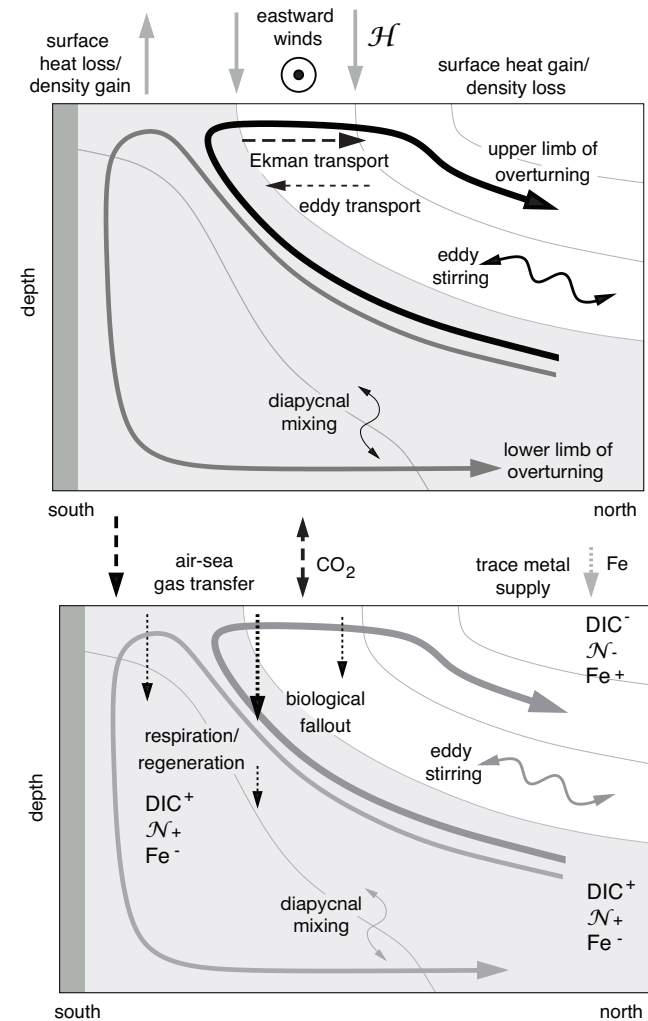 eastward
winds
ℋ
surface
heat loss/
density gain
surface heat gain/
density loss
Ekman transport
eddy transport
upper limb of
overturning
eddy
stirring
depth
diapycnal
mixing
lower limb of
overturning
south
north
air-sea
gas transfer
CO₂
trace metal
supply
Fe
DIC⁻
𝒩-
Fe⁺
biological
fallout
respiration/
regeneration
eddy
stirring
depth
DIC⁺
𝒩+
Fe⁻
diapycnal
mixing
DIC⁺
𝒩+
Fe⁻
south
north